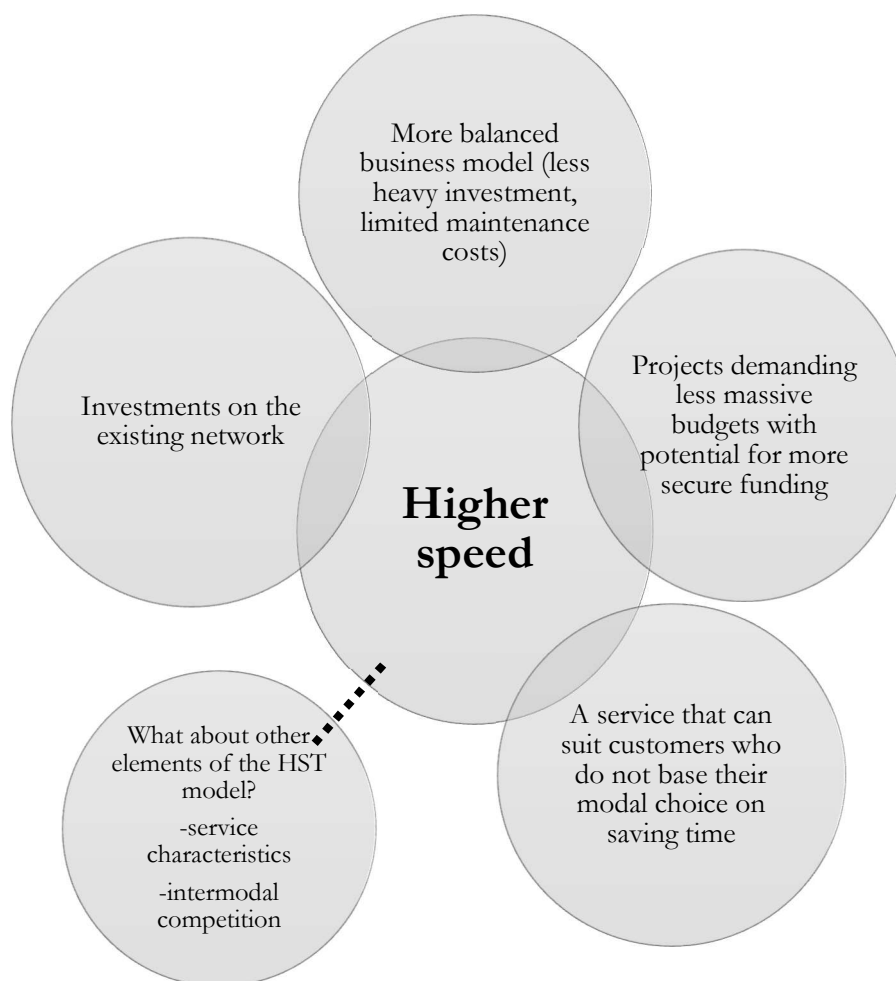 More balanced
business model (less
heavy investment,
limited maintenance
costs)
Investments on the
existing network
Projects demanding
less massive
budgets with
potential for more
secure funding
Higher
speed
What about other
elements of the HST
model?
-service
characteristics
-intermodal
competition
A service that can
suit customers who
do not base their
modal choice on
saving time